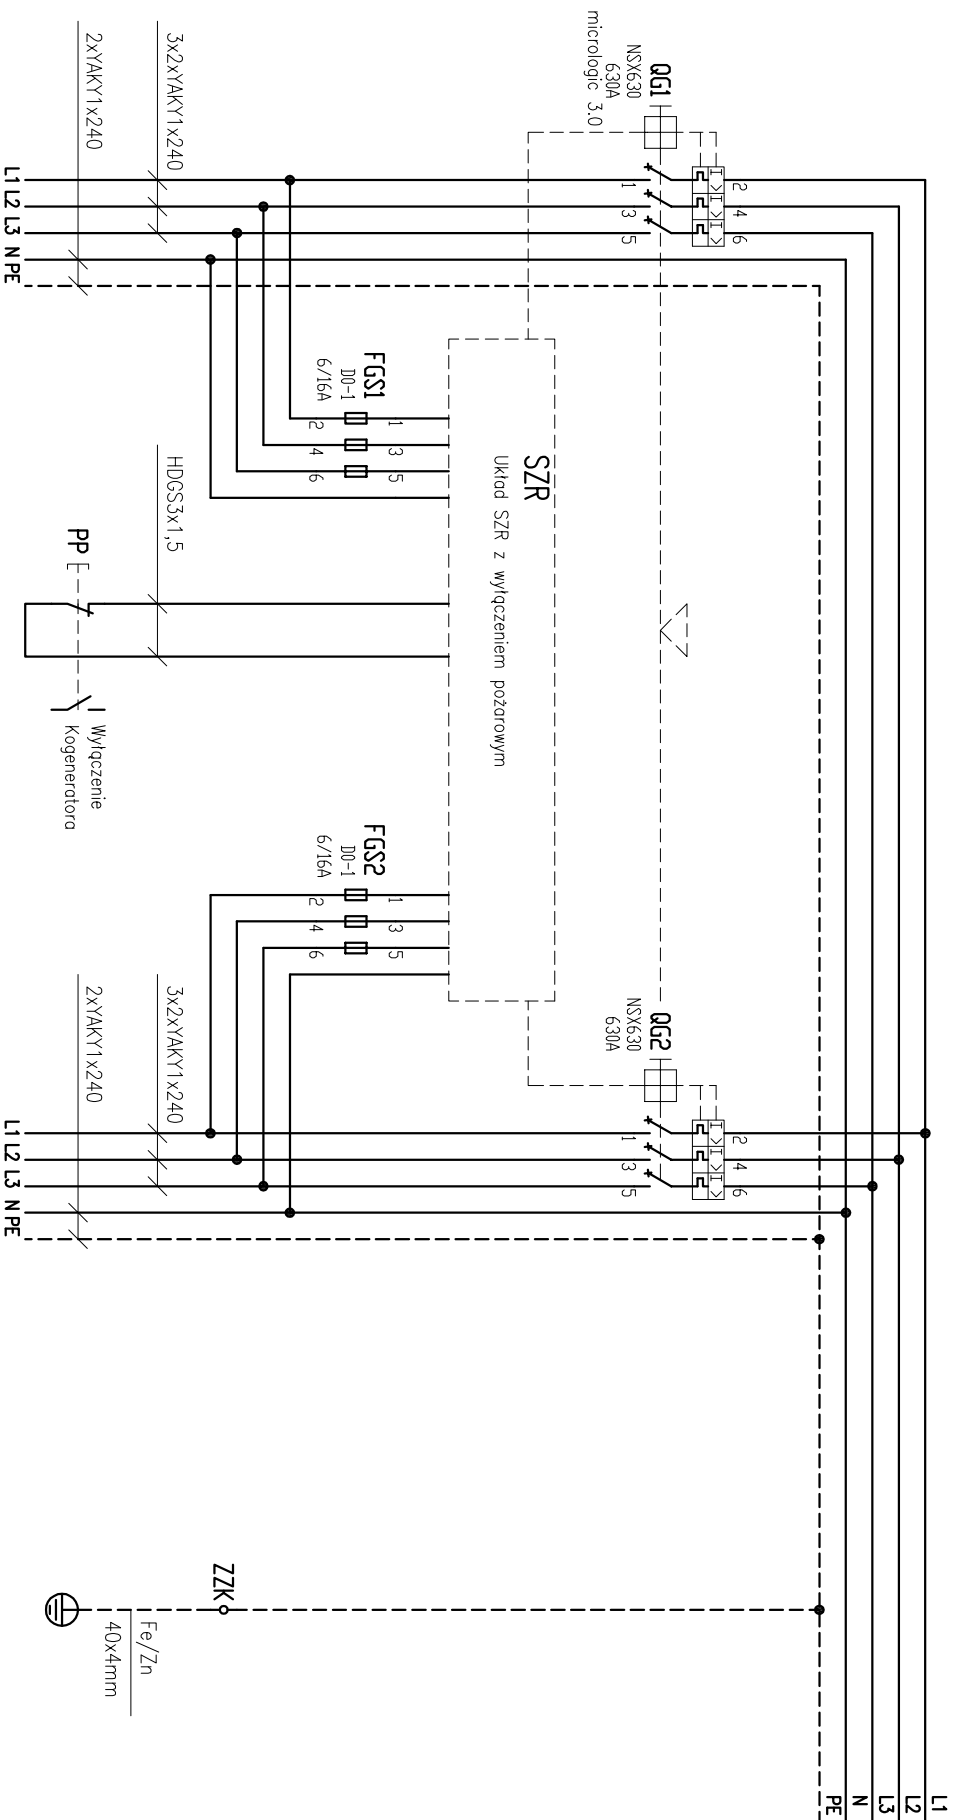 L1
L2
L3
N
PE
QG1
NSX630
630A
micrologic 3.0
I>
I>
I>
2
4
6
1
3
5
QG2
NSX630
630A
I>
I>
I>
2
4
6
1
3
5
SZR
Układ SZR z wyłączeniem pożarowym
FGS1
D0-1
6/16A
1
3
5
2
4
6
FGS2
D0-1
6/16A
1
3
5
2
4
6
3x2xYAKY1x240
2xYAKY1x240
HDGS3x1,5
PP
Wyłączenie
Kogeneratora
3x2xYAKY1x240
2xYAKY1x240
ZZK
Fe/Zn
40x4mm
L1 L2 L3 N PE
L1 L2 L3 N PE